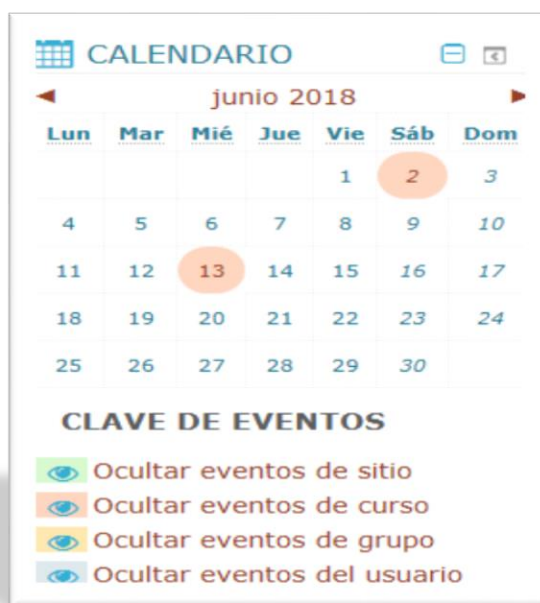 CALENDARIO
junio 2018
Lun Mar Mié Jue Vie Sáb Dom
1 2 3
4 5 6 7 8 9 10
11 12 13 14 15 16 17
18 19 20 21 22 23 24
25 26 27 28 29 30
CLAVE DE EVENTOS
Ocultar eventos de sitio
Ocultar eventos de curso
Ocultar eventos de grupo
Ocultar eventos del usuario